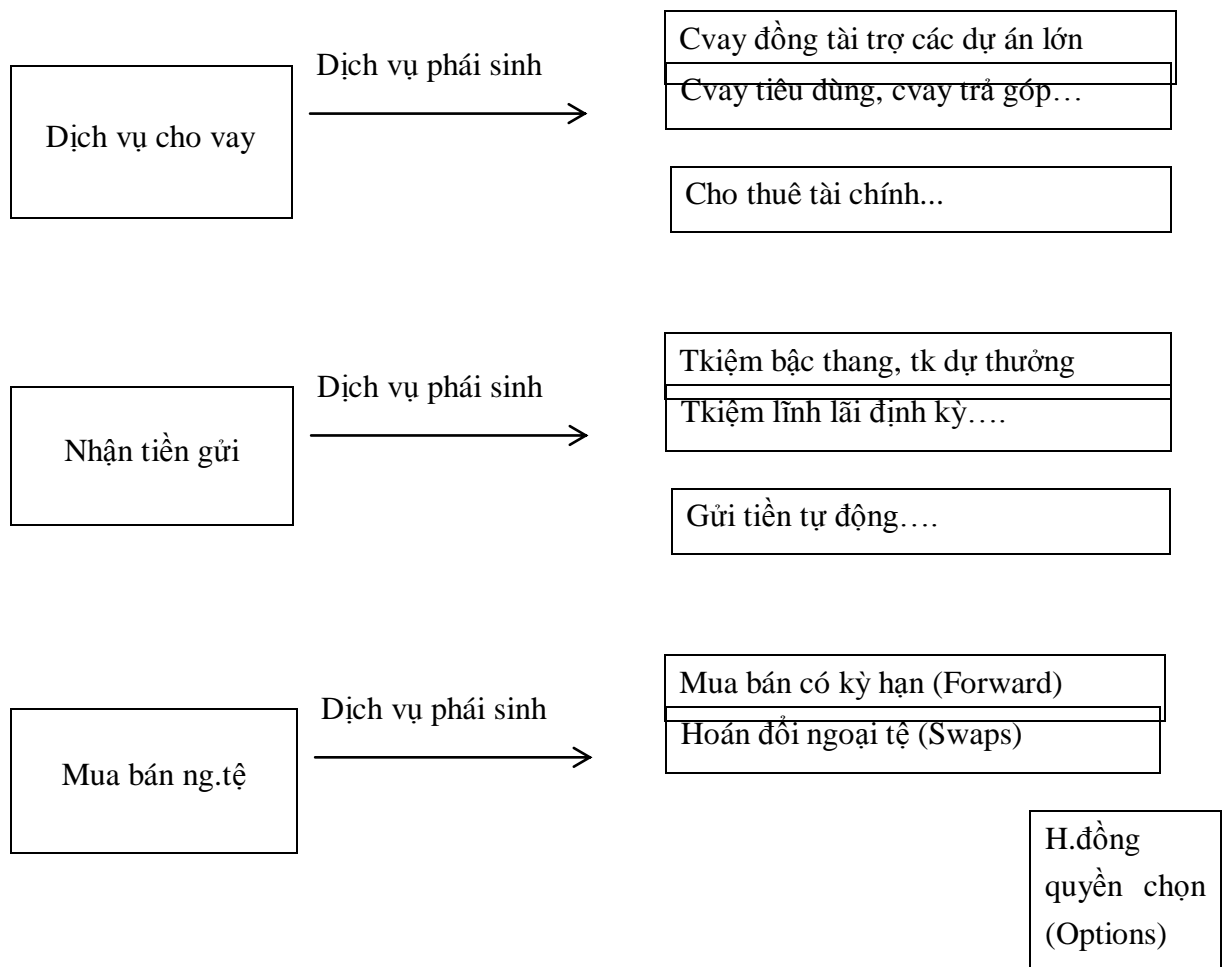 Dịch vụ cho vay
Dịch vụ phái sinh
Cvay đồng tài trợ các dự án lớn
Cvay tiêu dùng, cvay trả góp…
Cho thuê tài chính...
Nhận tiền gửi
Dịch vụ phái sinh
Tkiệm bậc thang, tk dự thưởng
Tkiệm lĩnh lãi định kỳ….
Gửi tiền tự động….
Mua bán ng.tệ
Dịch vụ phái sinh
Mua bán có kỳ hạn (Forward)
Hoán đổi ngoại tệ (Swaps)
H.đồng
quyền chọn
(Options)